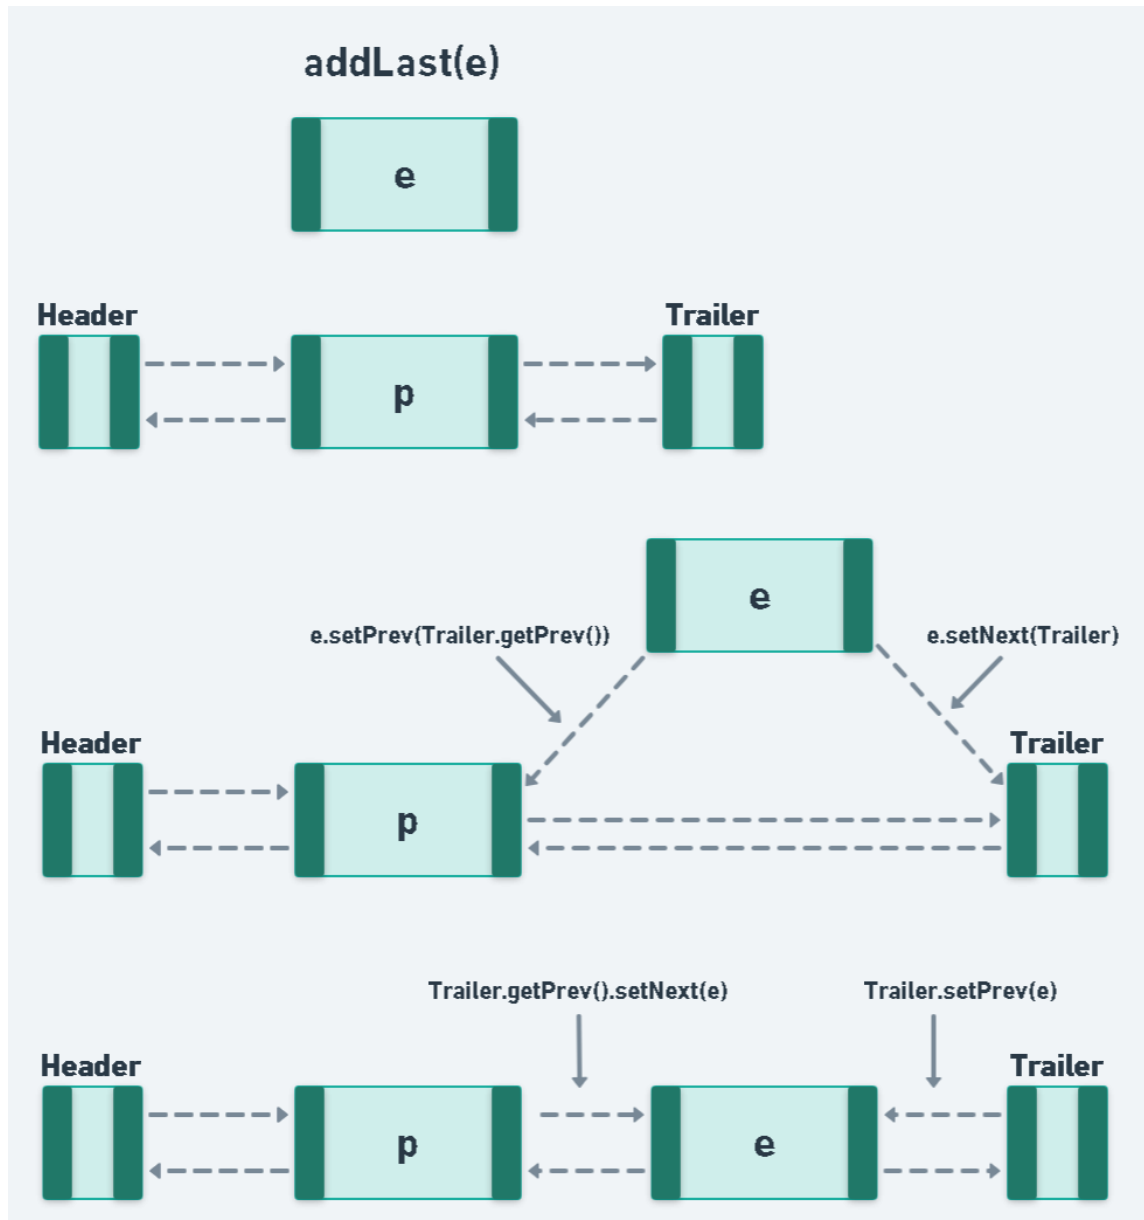 addLast(e)
e
Header
Trailer
p
e
e.setPrev(Trailer.getPrev())
e.setNext(Trailer)
Header
Trailer
p
Trailer.getPrev().setNext(e)
Trailer.setPrev(e)
Header
Trailer
p
e